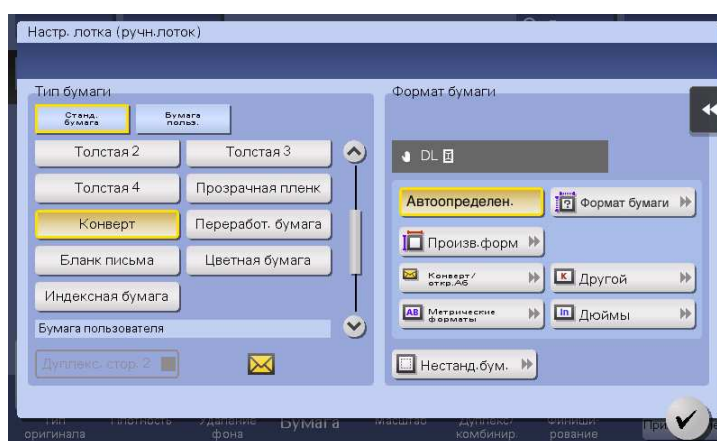 Настр. лотка (ручн.лоток)
Тип бумаги
Станд. бумага
Бумага польз.
Толстая 2
Толстая 3
Толстая 4
Прозрачная пленк
Конверт
Переработ. бумага
Бланк письма
Цветная бумага
Индексная бумага
Бумага пользователя
Дуплекс. стор. 2
Формат бумаги
DL
Автоопределен.
? Формат бумаги
Произв.форм
Конверт/
откр.A6
K Другой
AB Метрические
форматы
In Дюймы
Нестанд.бум.
Тип
оригинала
Плотность
Удаление
фона
Бумага
Масштаб
Дуплекс/
комбинир.
Финиши-
рование